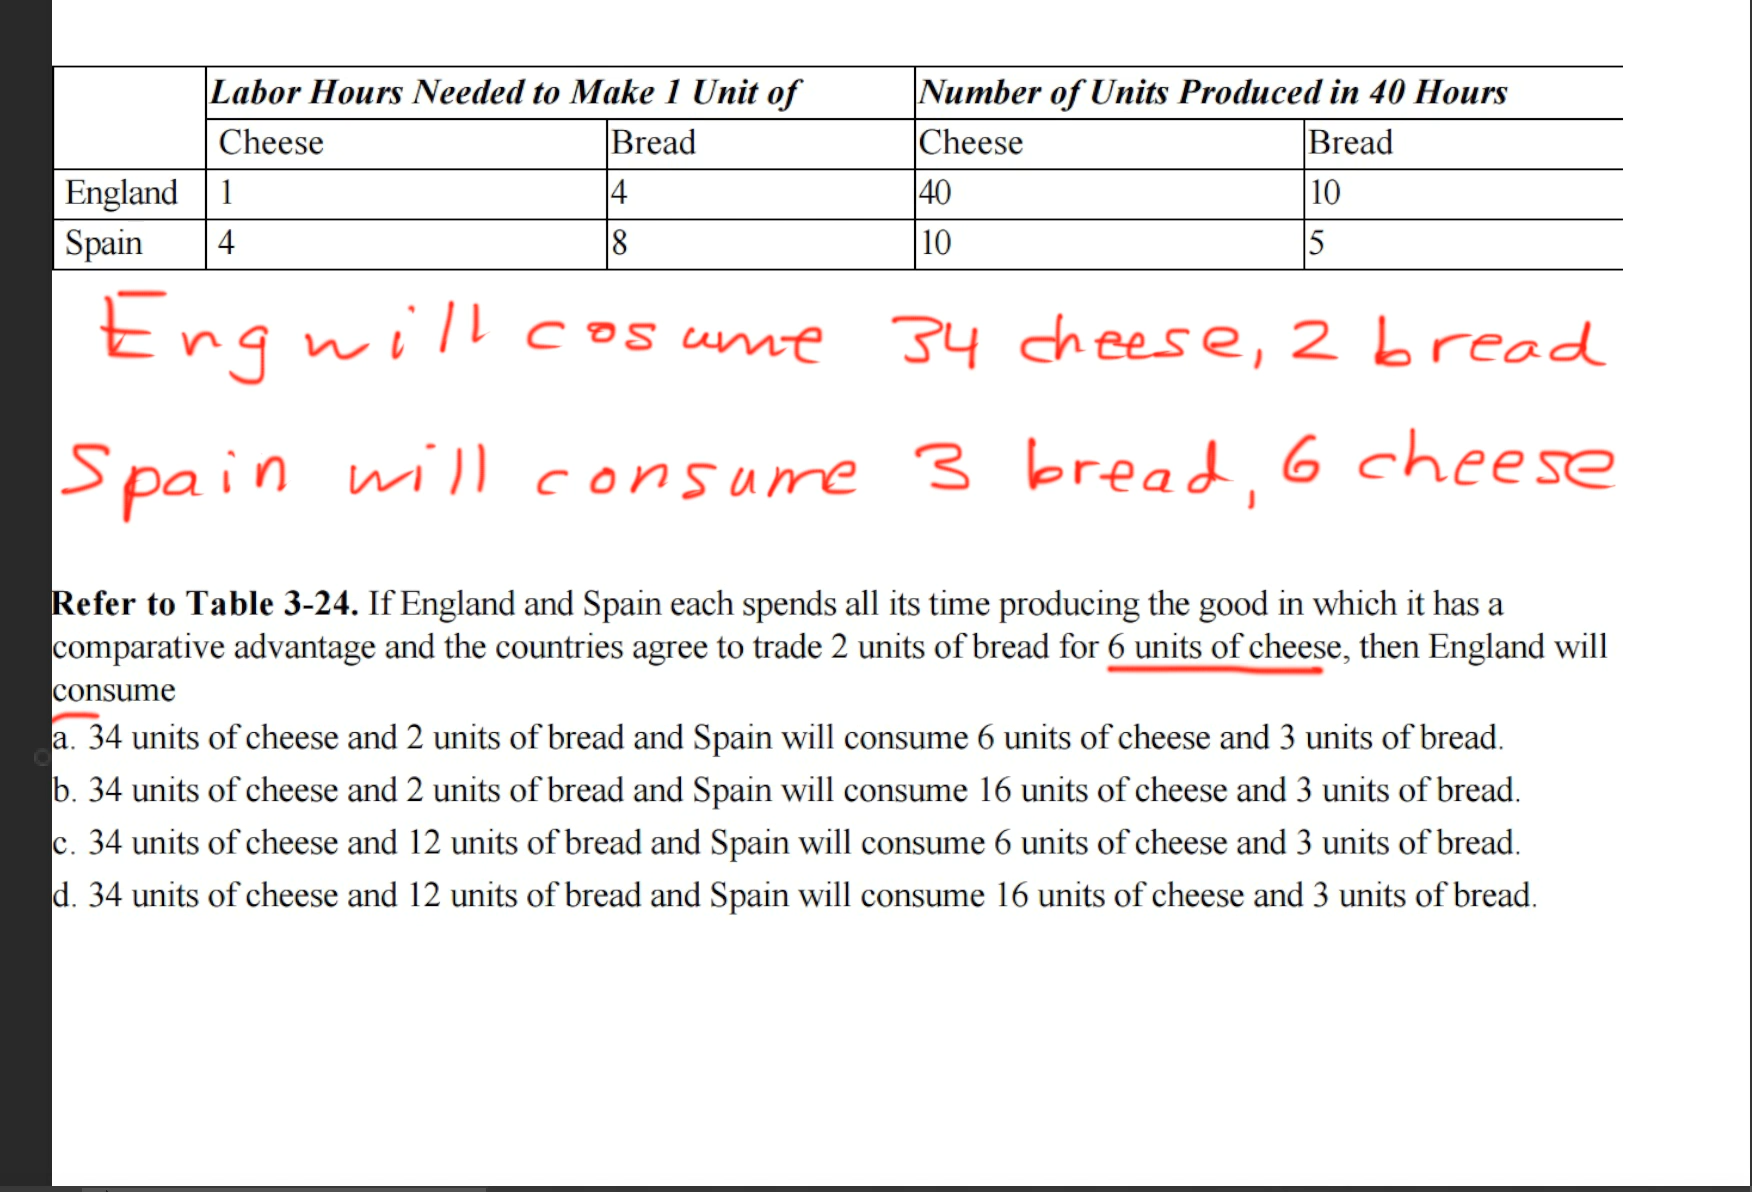 Labor Hours Needed to Make 1 Unit of Number of Units Produced in 40 Hours
Cheese Bread Cheese Bread
England 1 4 40 10
Spain 4 8 10 5
Eng will cosume 34 cheese, 2 bread
Spain will consume 3 bread, 6 cheese
Refer to Table 3-24. If England and Spain each spends all its time producing the good in which it has a
comparative advantage and the countries agree to trade 2 units of bread for 6 units of cheese, then England will
consume
a. 34 units of cheese and 2 units of bread and Spain will consume 6 units of cheese and 3 units of bread.
b. 34 units of cheese and 2 units of bread and Spain will consume 16 units of cheese and 3 units of bread.
c. 34 units of cheese and 12 units of bread and Spain will consume 6 units of cheese and 3 units of bread.
d. 34 units of cheese and 12 units of bread and Spain will consume 16 units of cheese and 3 units of bread.